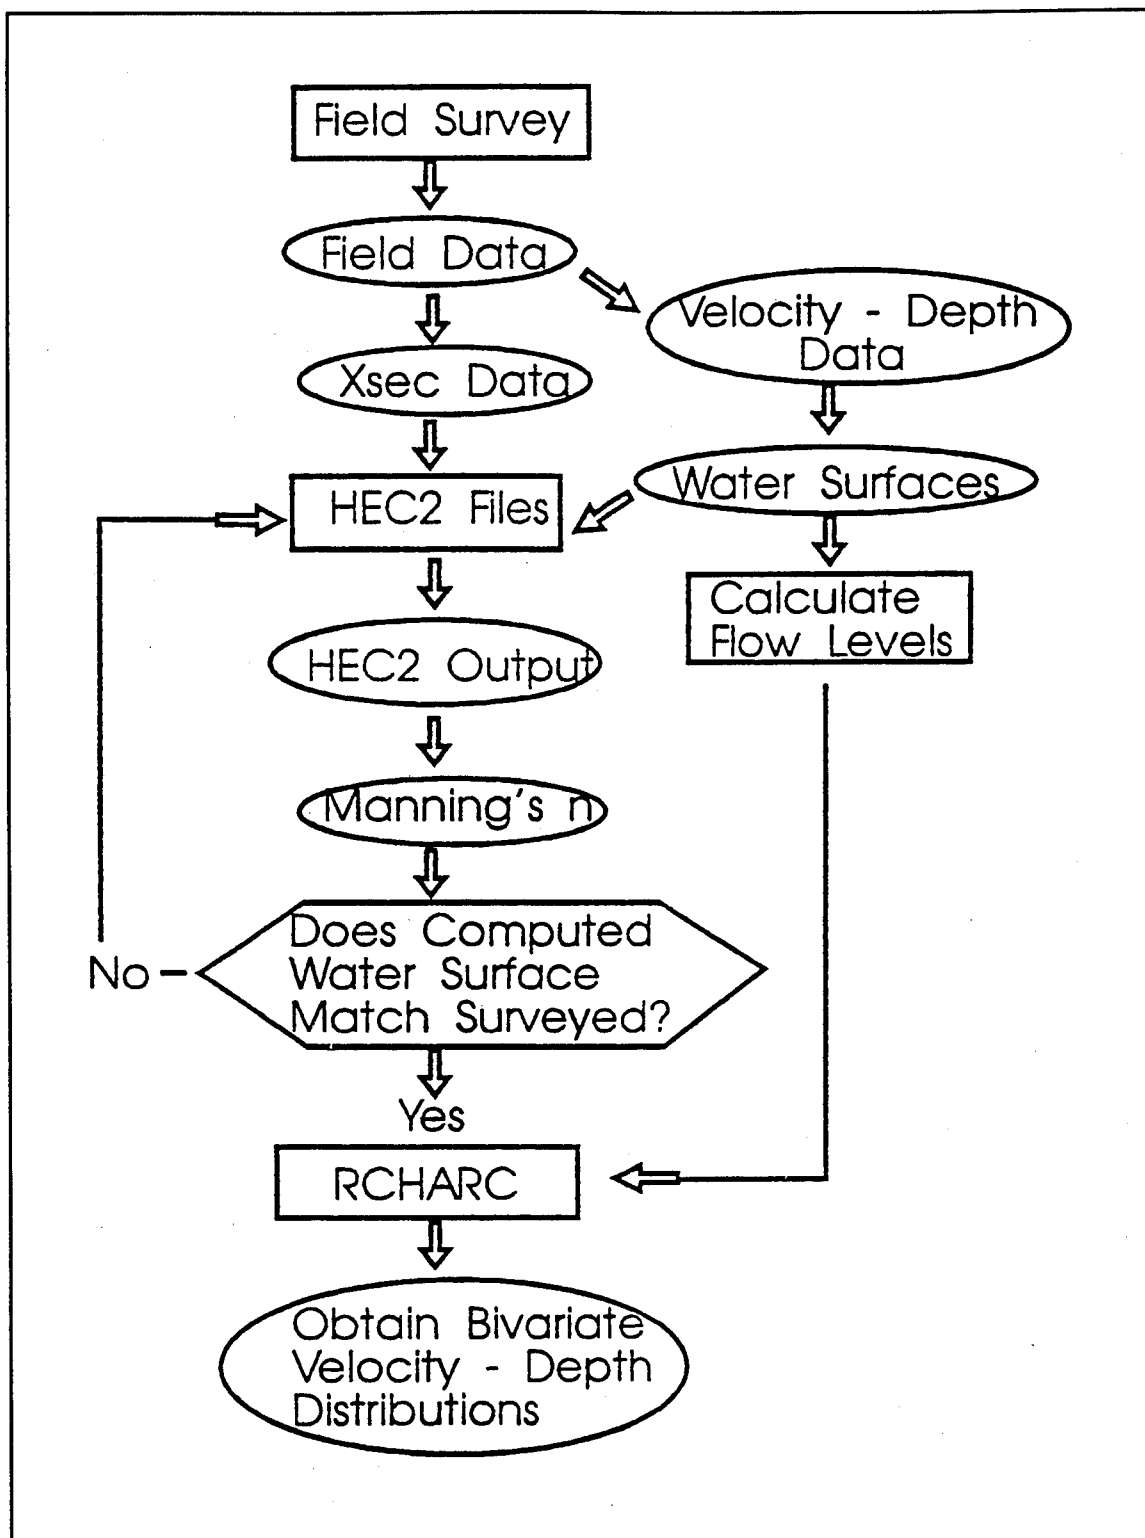 Field Survey
Field Data
Velocity - Depth
Data
Xsec Data
Water Surfaces
HEC2 Files
Calculate
Flow Levels
HEC2 Output
Manning's n
Does Computed
Water Surface
Match Surveyed?
No
Yes
RCHARC
Obtain Bivariate
Velocity - Depth
Distributions